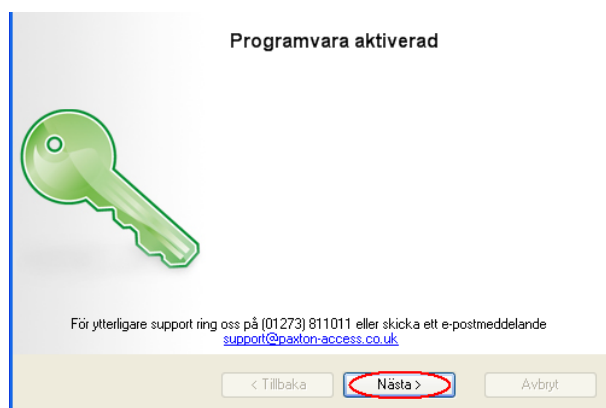 Programvara aktiverad
För ytterligare support ring oss på (01273) 811011 eller skicka ett e-postmeddelande
support@paxton-access.co.uk
< Tillbaka Nästa > Avbryt